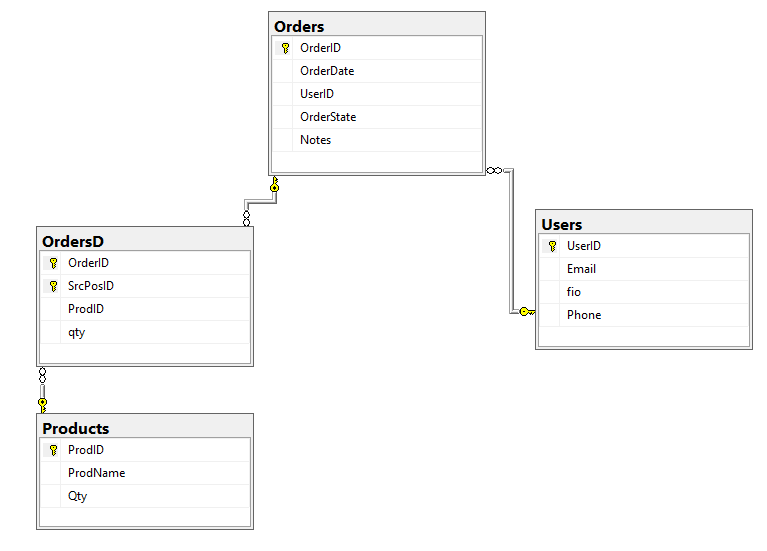 Orders
OrderID
OrderDate
UserID
OrderState
Notes
OrdersD
OrderID
SrcPosID
ProdID
qty
Users
UserID
Email
fio
Phone
Products
ProdID
ProdName
Qty